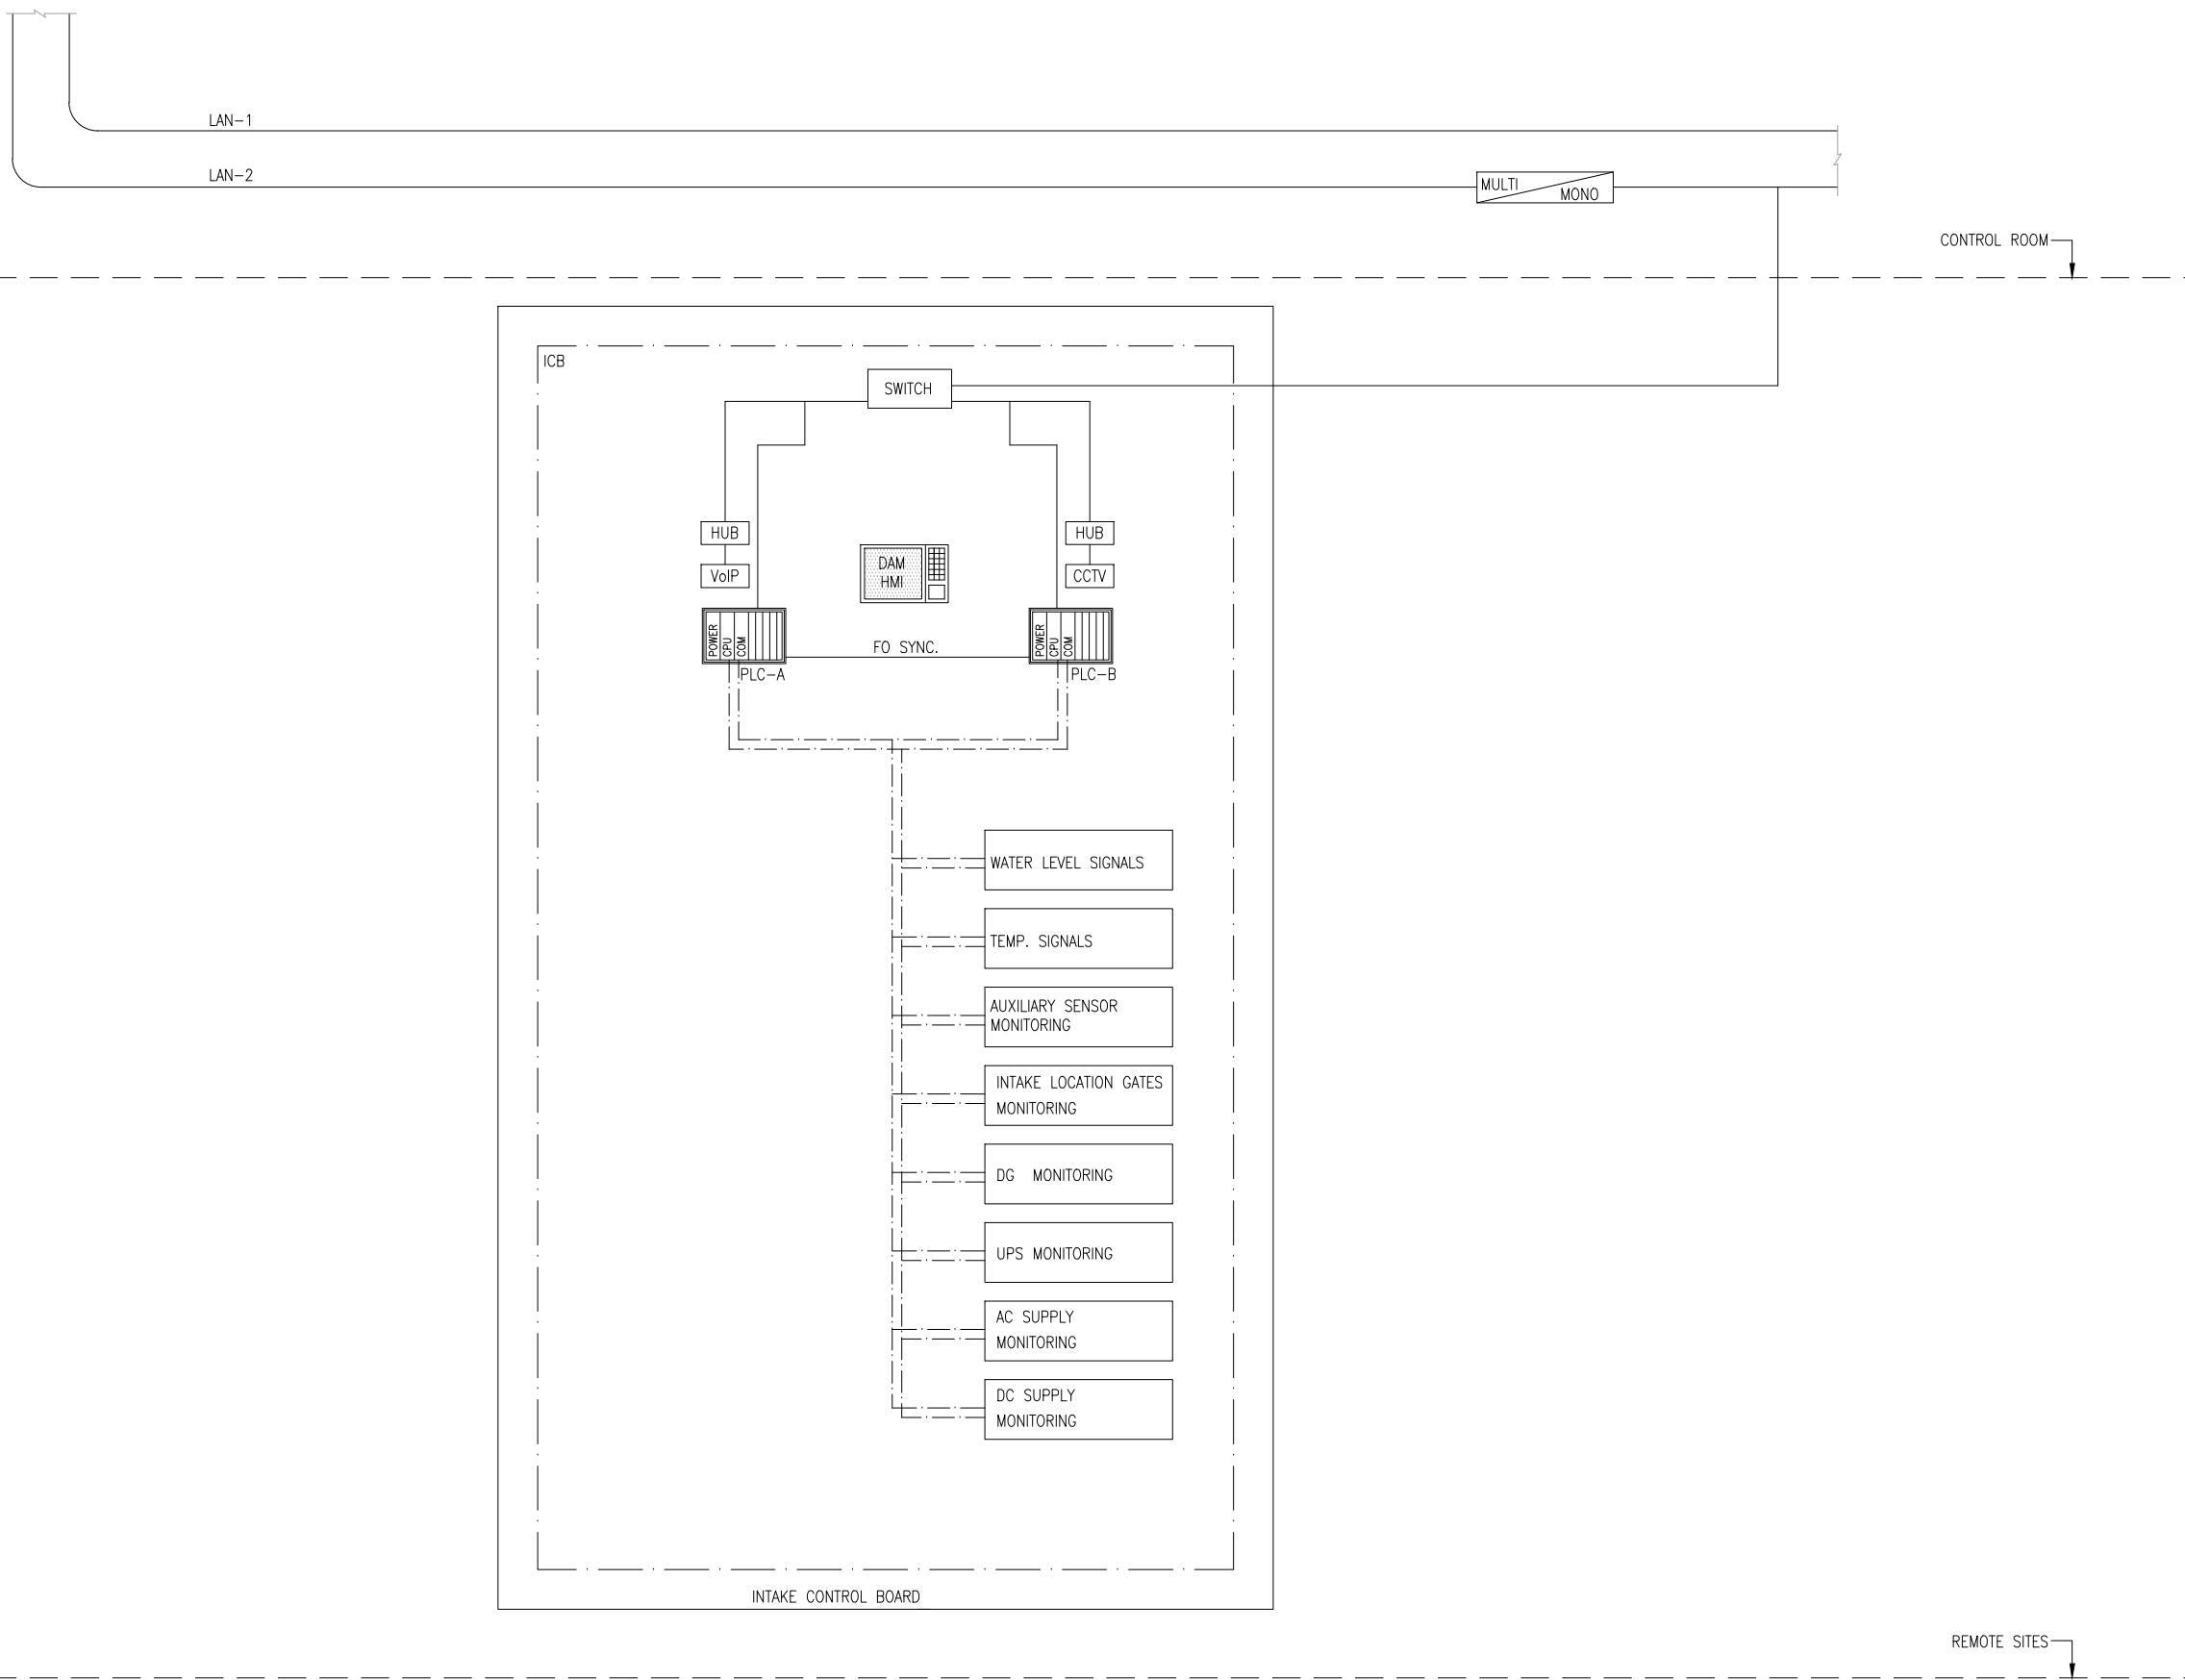 LAN-1
LAN-2
MULTI
MONO
CONTROL ROOM
ICB
SWITCH
HUB
HUB
VoIP
DAM
HMI
CCTV
POWER
CPU
COM
FO SYNC.
POWER
CPU
COM
PLC-A
PLC-B
WATER LEVEL SIGNALS
TEMP. SIGNALS
AUXILIARY SENSOR
MONITORING
INTAKE LOCATION GATES
MONITORING
DG MONITORING
UPS MONITORING
AC SUPPLY
MONITORING
DC SUPPLY
MONITORING
INTAKE CONTROL BOARD
REMOTE SITES